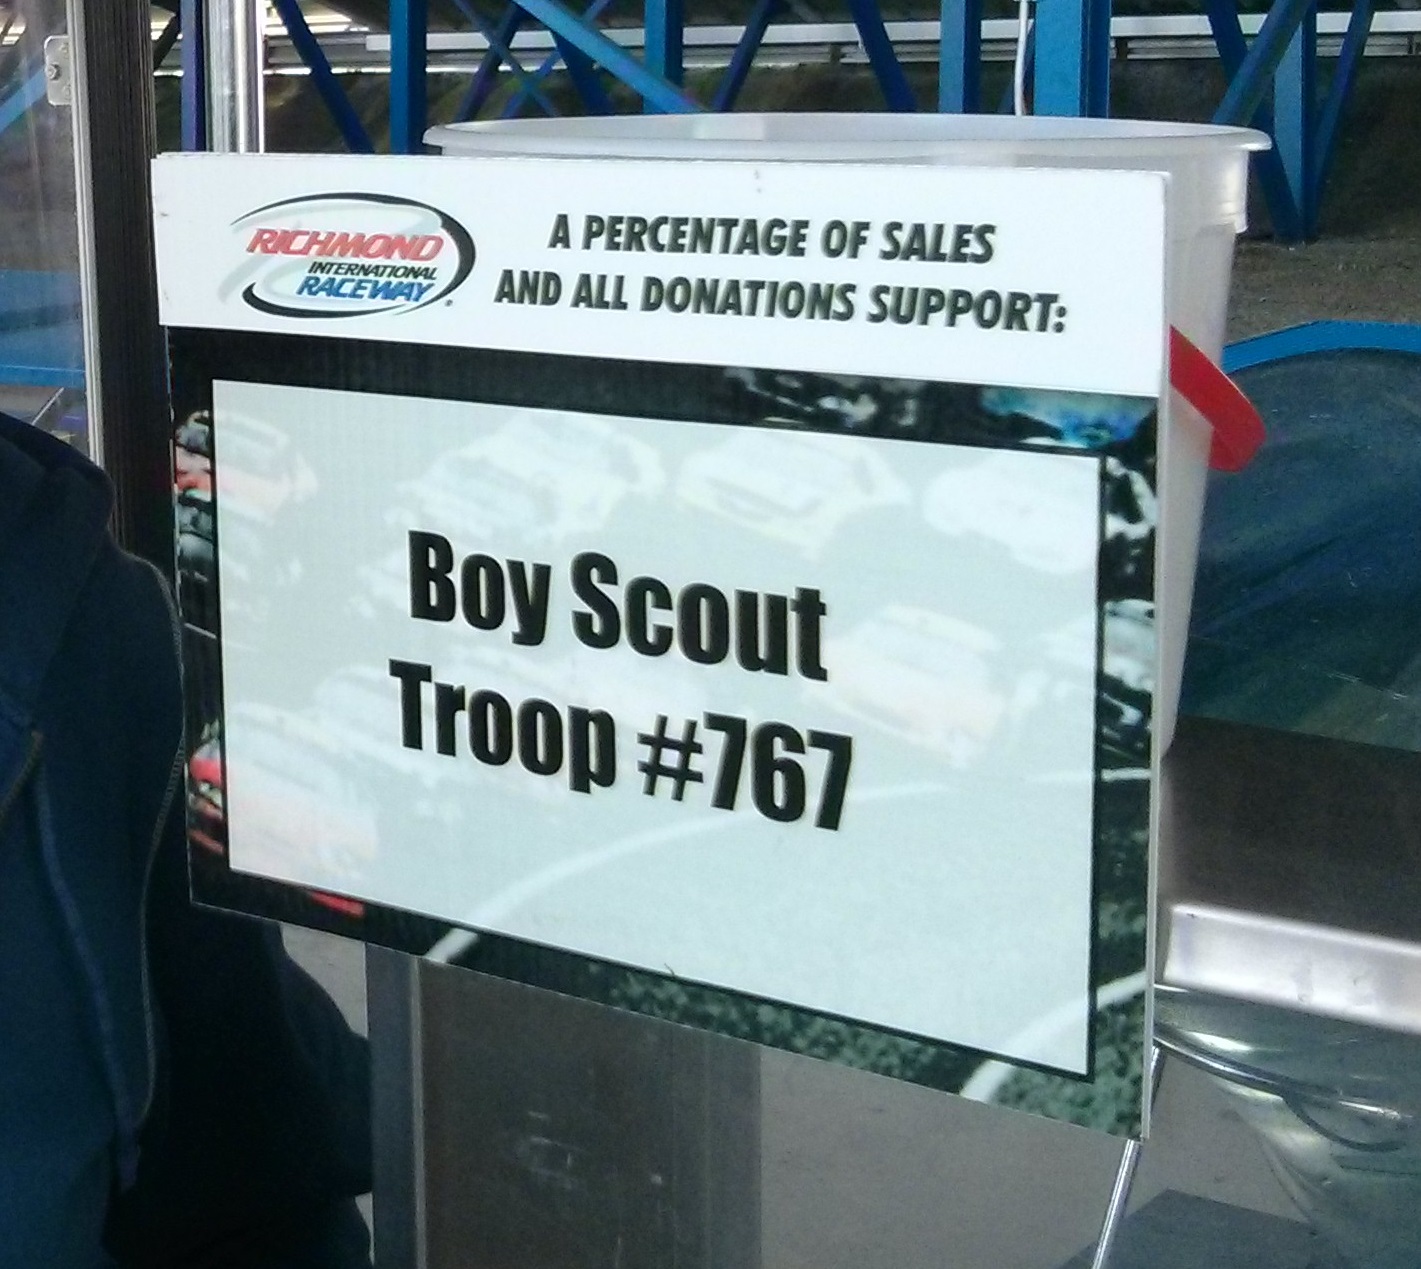 RICHMOND
INTERNATIONAL
RACEWAY
A PERCENTAGE OF SALES
AND ALL DONATIONS SUPPORT:
Boy Scout
Troop #767